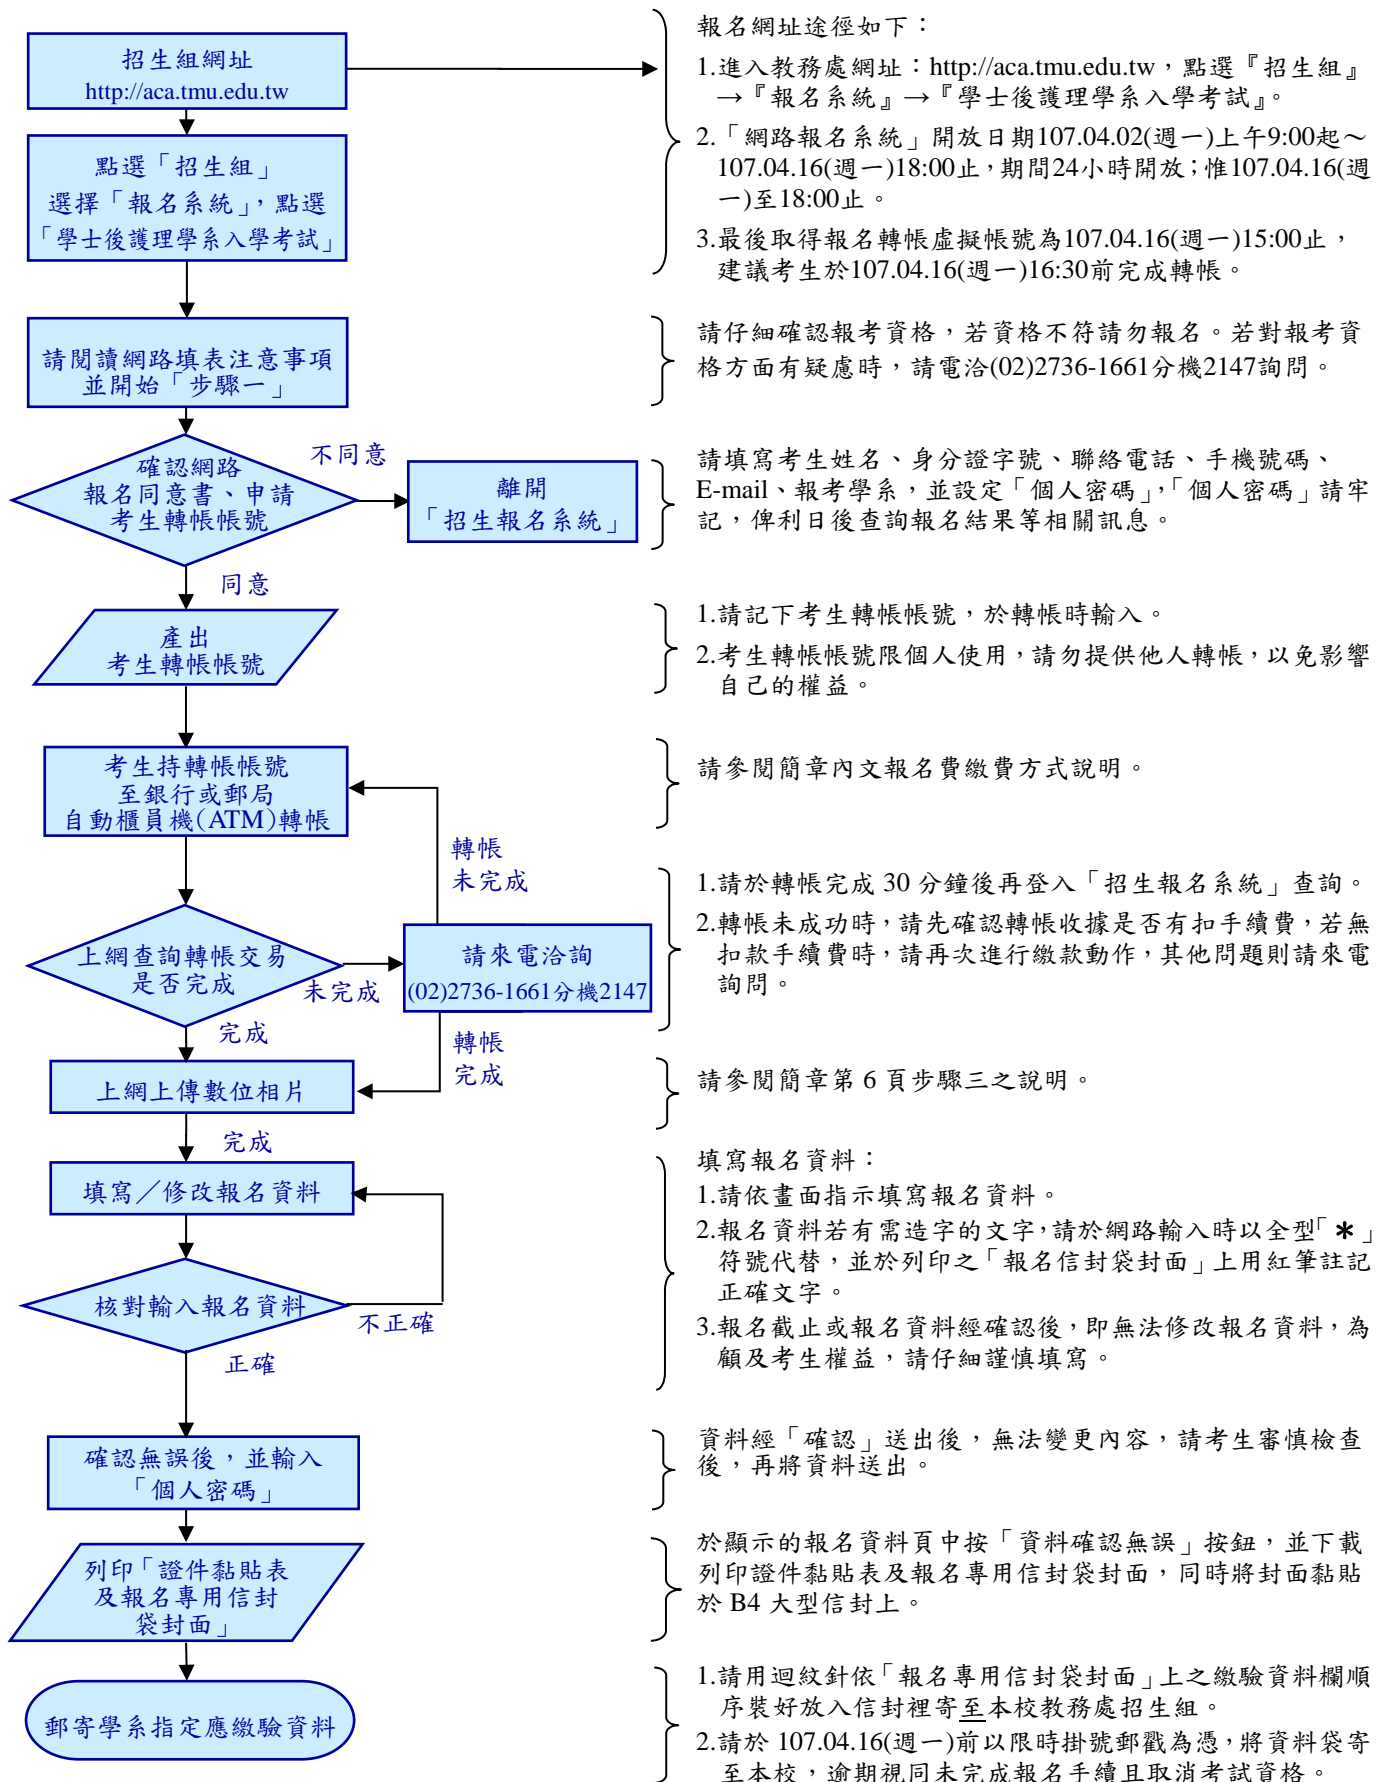 招生組網址
http://aca.tmu.edu.tw
點選「招生組」
選擇「報名系統」，點選
「學士後護理學系入學考試」
報名網址途徑如下：
1.進入教務處網址：http://aca.tmu.edu.tw，點選『招生組』
→『報名系統』→『學士後護理學系入學考試』。
2.「網路報名系統」開放日期107.04.02(週一)上午9:00起～
107.04.16(週一)18:00止，期間24小時開放；惟107.04.16(週
一)至18:00止。
3.最後取得報名轉帳虛擬帳號為107.04.16(週一)15:00止，
建議考生於107.04.16(週一)16:30前完成轉帳。
請閱讀網路填表注意事項
並開始「步驟一」
請仔細確認報考資格，若資格不符請勿報名。若對報考資
格方面有疑慮時，請電洽(02)2736-1661分機2147詢問。
確認網路
報名同意書、申請
考生轉帳帳號
不同意
離開
「招生報名系統」
同意
請填寫考生姓名、身分證字號、聯絡電話、手機號碼、
E-mail、報考學系，並設定「個人密碼」，「個人密碼」請牢
記，俾利日後查詢報名結果等相關訊息。
產出
考生轉帳帳號
1.請記下考生轉帳帳號，於轉帳時輸入。
2.考生轉帳帳號限個人使用，請勿提供他人轉帳，以免影響
自己的權益。
考生持轉帳帳號
至銀行或郵局
自動櫃員機(ATM)轉帳
請參閱簡章內文報名費繳費方式說明。
轉帳
未完成
上網查詢轉帳交易
是否完成
未完成
請來電洽詢
(02)2736-1661分機2147
完成
轉帳
完成
1.請於轉帳完成 30 分鐘後再登入「招生報名系統」查詢。
2.轉帳未成功時，請先確認轉帳收據是否有扣手續費，若無
扣款手續費時，請再次進行繳款動作，其他問題則請來電
詢問。
上網上傳數位相片
完成
請參閱簡章第 6 頁步驟三之說明。
填寫／修改報名資料
核對輸入報名資料
不正確
正確
填寫報名資料：
1.請依畫面指示填寫報名資料。
2.報名資料若有需造字的文字，請於網路輸入時以全型「＊」
符號代替，並於列印之「報名信封袋封面」上用紅筆註記
正確文字。
3.報名截止或報名資料經確認後，即無法修改報名資料，為
顧及考生權益，請仔細謹慎填寫。
確認無誤後，並輸入
「個人密碼」
資料經「確認」送出後，無法變更內容，請考生審慎檢查
後，再將資料送出。
列印「證件黏貼表
及報名專用信封
袋封面」
於顯示的報名資料頁中按「資料確認無誤」按鈕，並下載
列印證件黏貼表及報名專用信封袋封面，同時將封面黏貼
於 B4 大型信封上。
郵寄學系指定應繳驗資料
1.請用迴紋針依「報名專用信封袋封面」上之繳驗資料欄順
序裝好放入信封裡寄至本校教務處招生組。
2.請於 107.04.16(週一)前以限時掛號郵戳為憑，將資料袋寄
至本校，逾期視同未完成報名手續且取消考試資格。